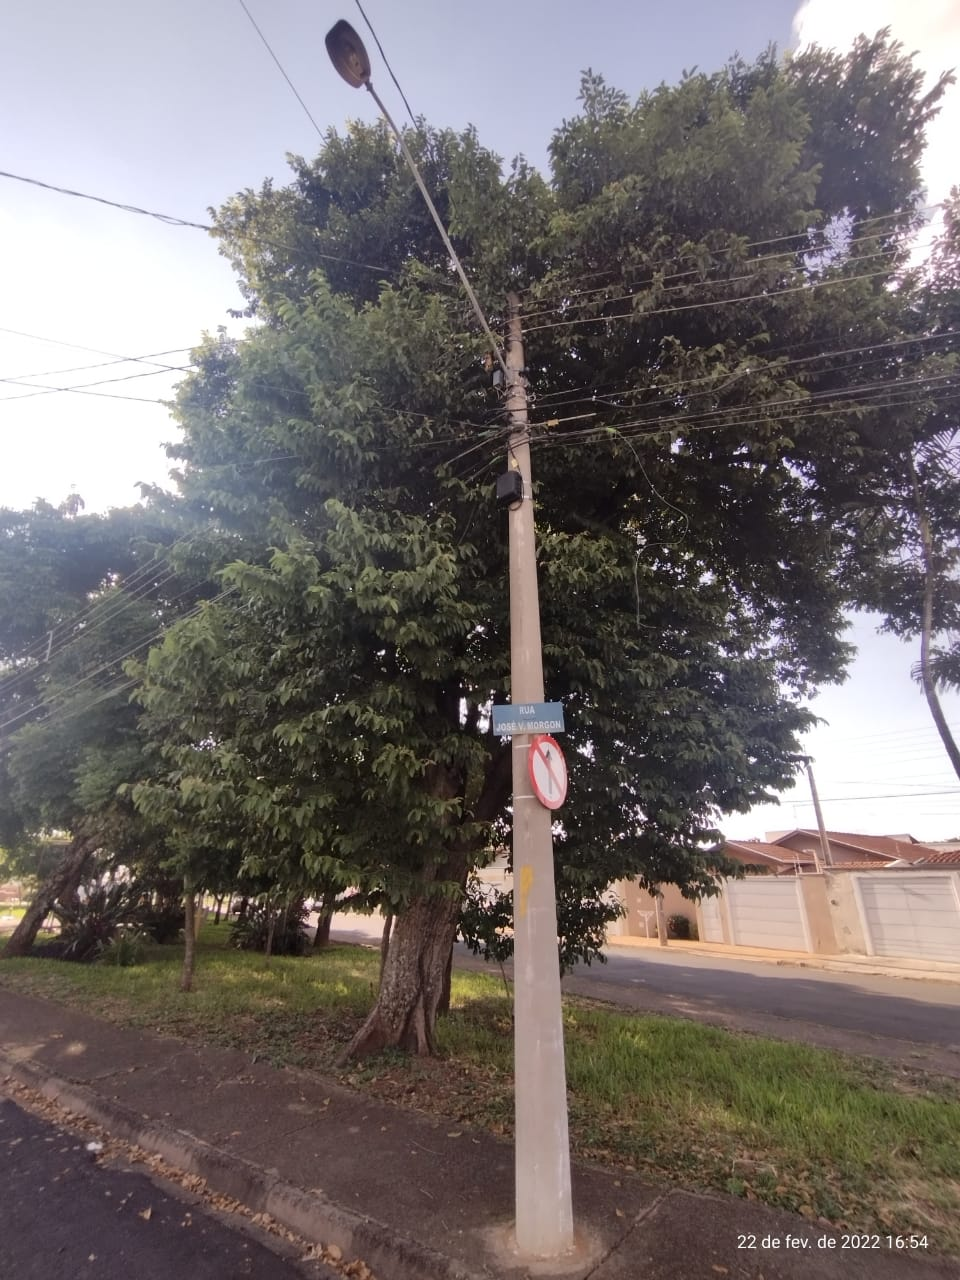 RUA
JOSÉ V. MORGON
22 de fev. de 2022 16:54